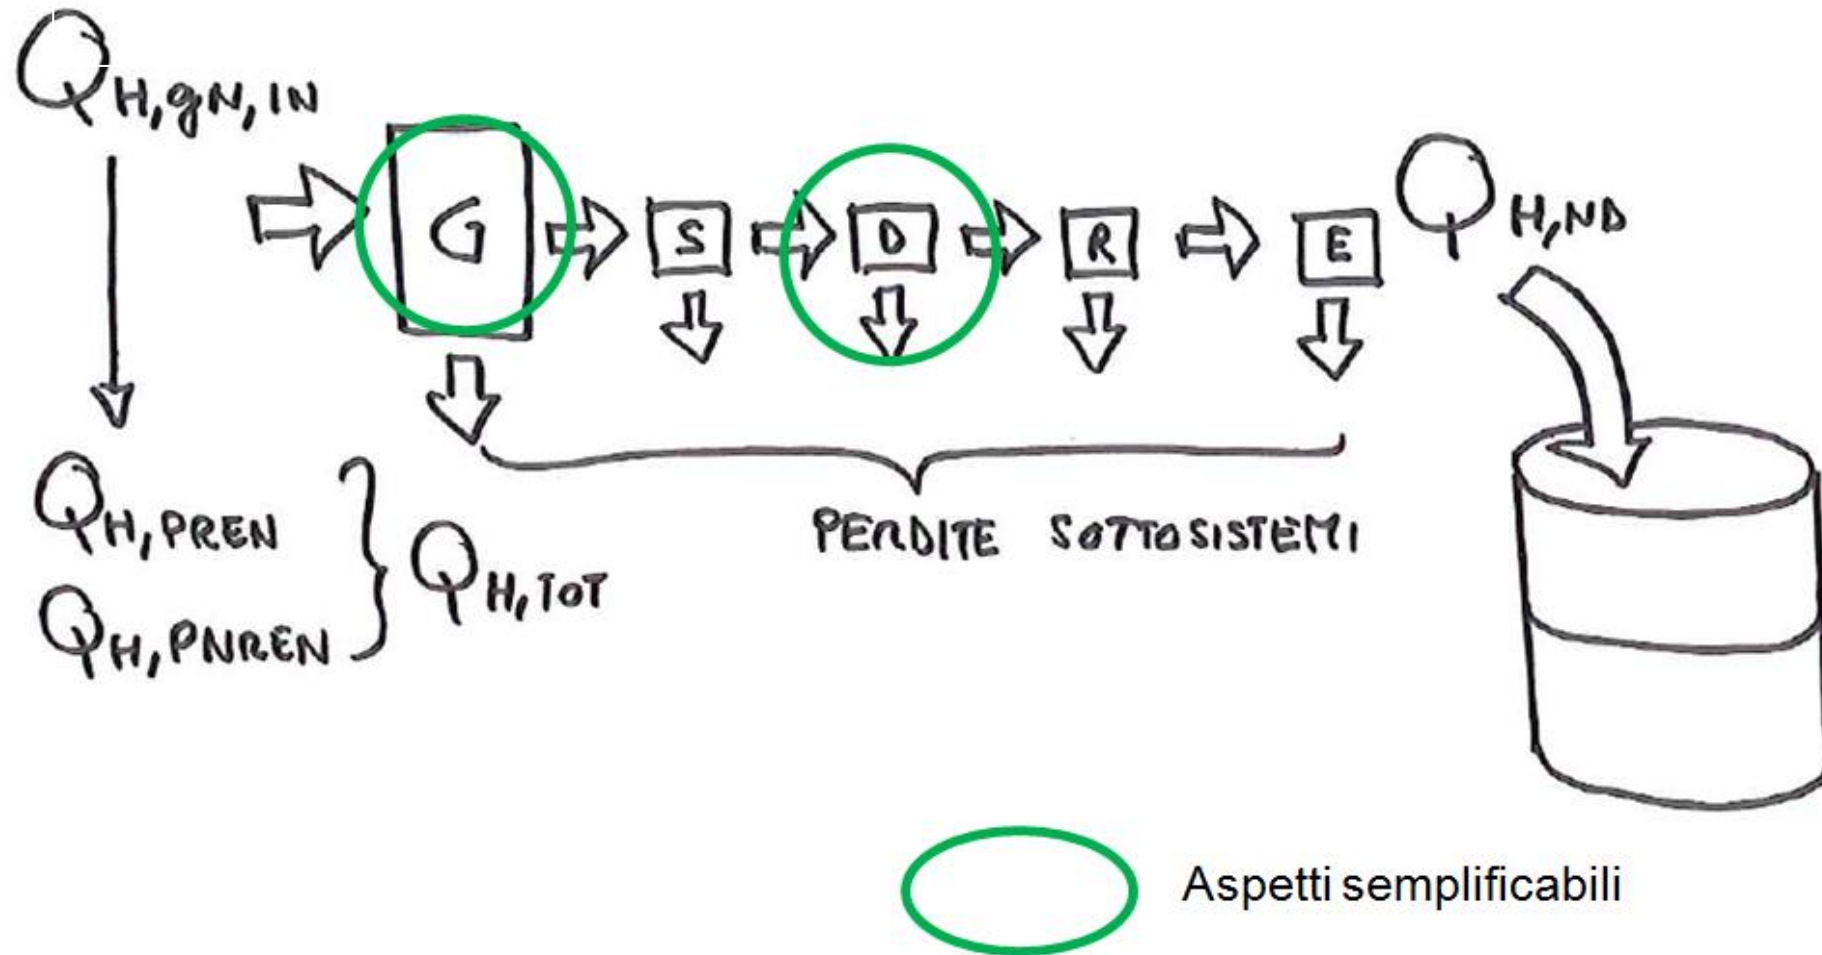 QH,gN,IN
G
S
D
R
E
QH,ND
QH,PREN
QH,PNREN
QH,TOT
PERDITE SOTTOSISTEMI
Aspetti semplificabili